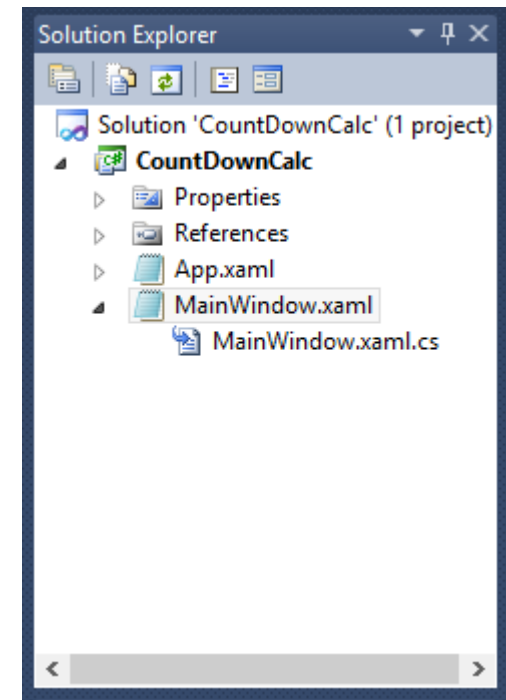 Solution Explorer
Solution 'CountDownCalc' (1 project)
C# CountDownCalc
Properties
References
App.xaml
MainWindow.xaml
MainWindow.xaml.cs